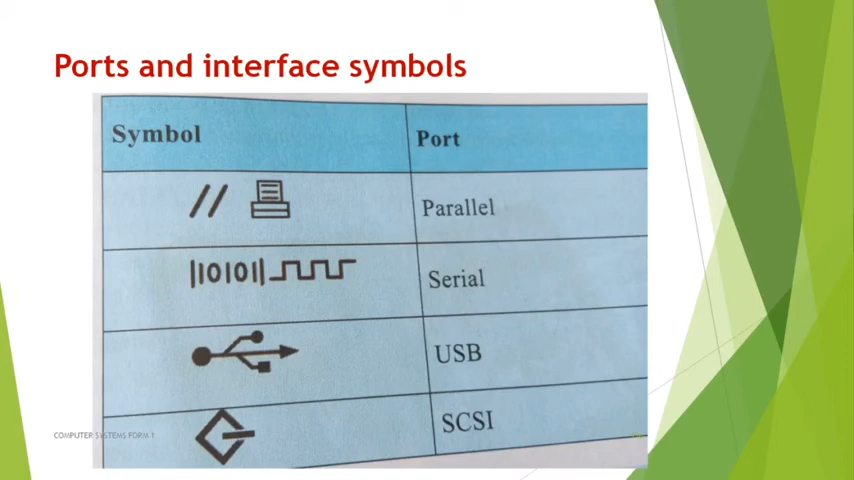 Ports and interface symbols
Symbol Port
// Parallel
|10101| Serial
USB
SCSI
COMPUTER SYSTEMS FORM 1